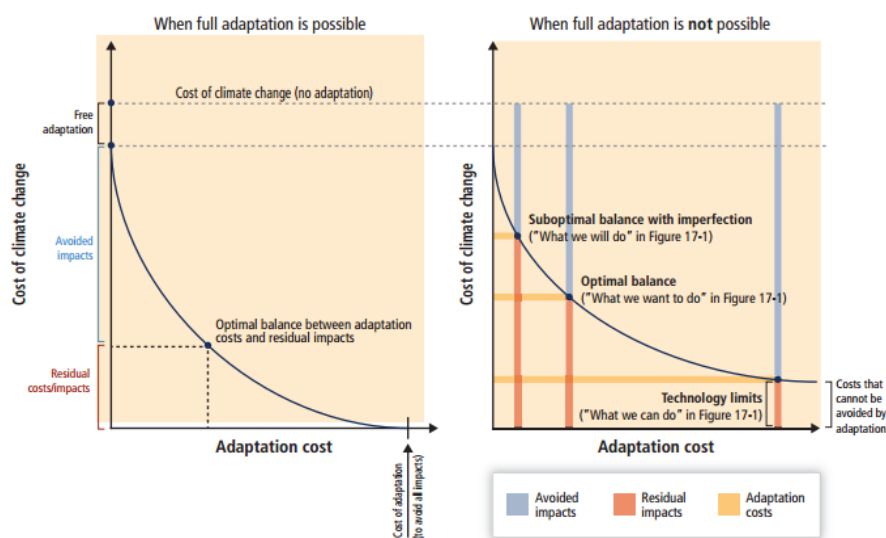 When full adaptation is possible
Cost of climate change (no adaptation)
Free
adaptation
Cost of climate change
Avoided
impacts
Optimal balance between adaptation
costs and residual impacts
Residual
costs/impacts
Adaptation cost
Cost of adaptation
(to avoid all impacts)
When full adaptation is not possible
Cost of climate change
Suboptimal balance with imperfection
("What we will do" in Figure 17-1)
Optimal balance
("What we want to do" in Figure 17-1)
Technology limits
("What we can do" in Figure 17-1)
Costs that
cannot be
avoided by
adaptation
Adaptation cost
Avoided
impacts
Residual
impacts
Adaptation
costs